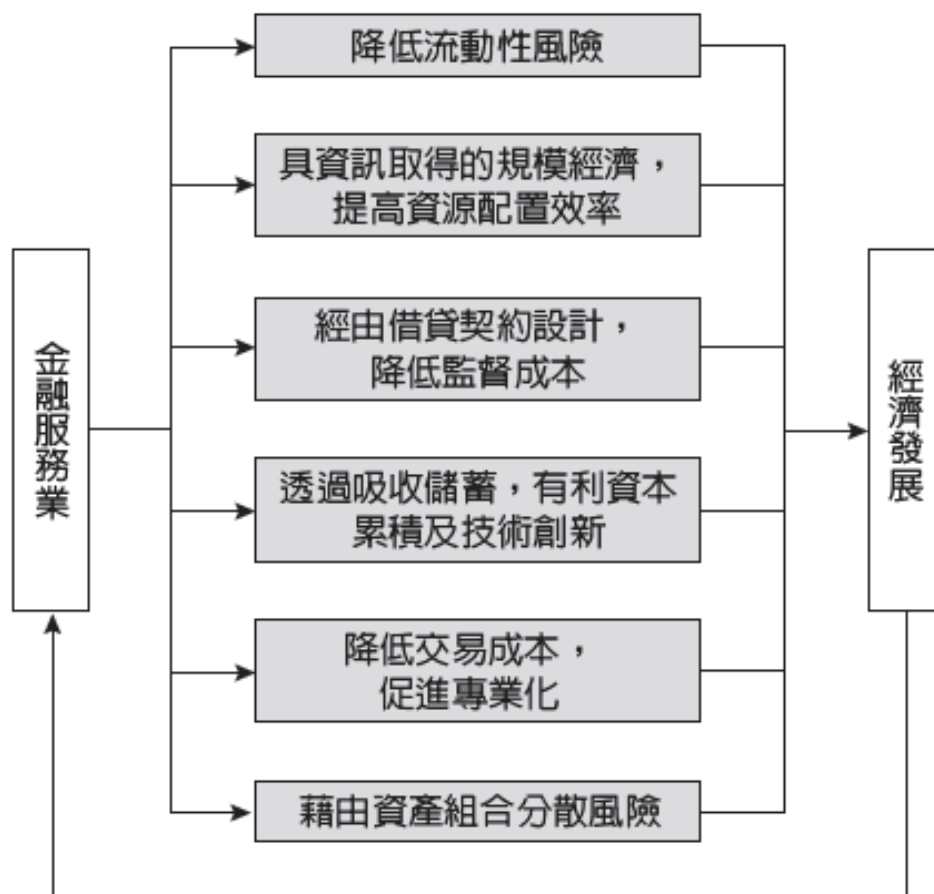 金融服務業
降低流動性風險
具資訊取得的規模經濟，
提高資源配置效率
經由借貸契約設計，
降低監督成本
透過吸收儲蓄，有利資本
累積及技術創新
降低交易成本，
促進專業化
藉由資產組合分散風險
經濟發展